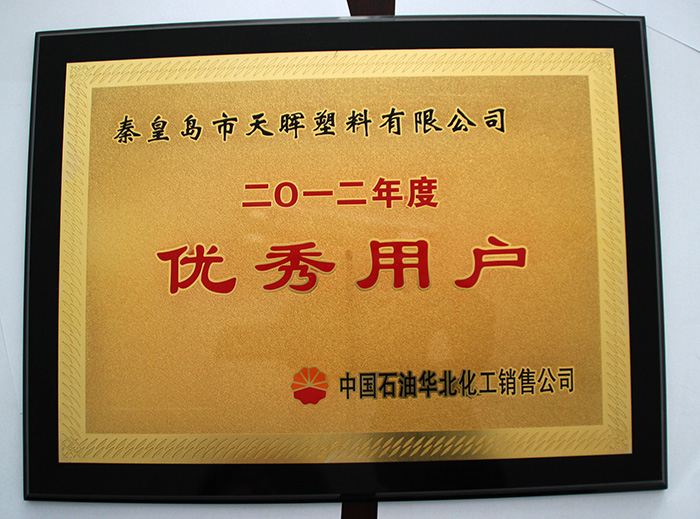 秦皇岛市天晖塑料有限公司
二〇一二年度
优秀用户
中国石油华北化工销售公司